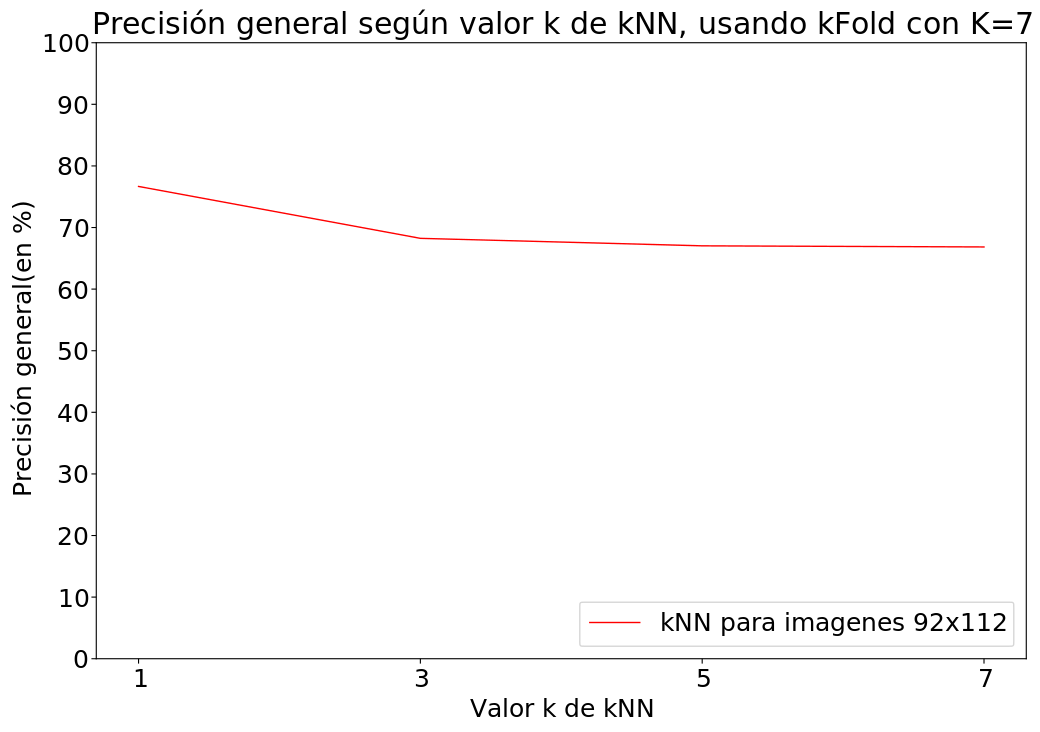 Precisión general según valor k de kNN, usando kFold con K=7
100
90
80
70
60
50
40
30
20
10
0
Precisión general(en %)
kNN para imagenes 92x112
1 3 5 7
Valor k de kNN